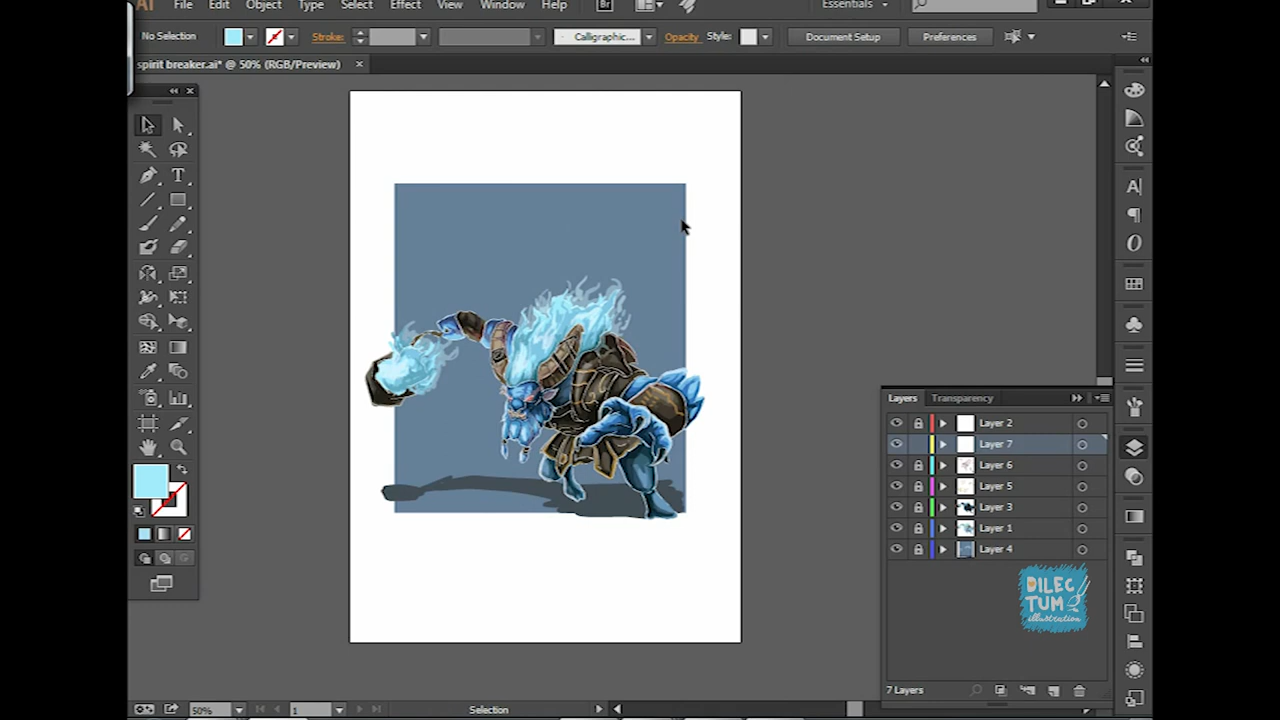 Ai File Edit Object Type Select Effect View Window Help Br Essentials
No Selection Stroke: Calligraphic... Opacity Style: Document Setup Preferences
spirit breaker.ai* @ 50% (RGB/Preview) ×
Layers Transparency
Layer 2
Layer 7
Layer 6
Layer 5
Layer 3
Layer 1
Layer 4
DILEC
TUM
illustration
7 Layers
50% 1 Selection